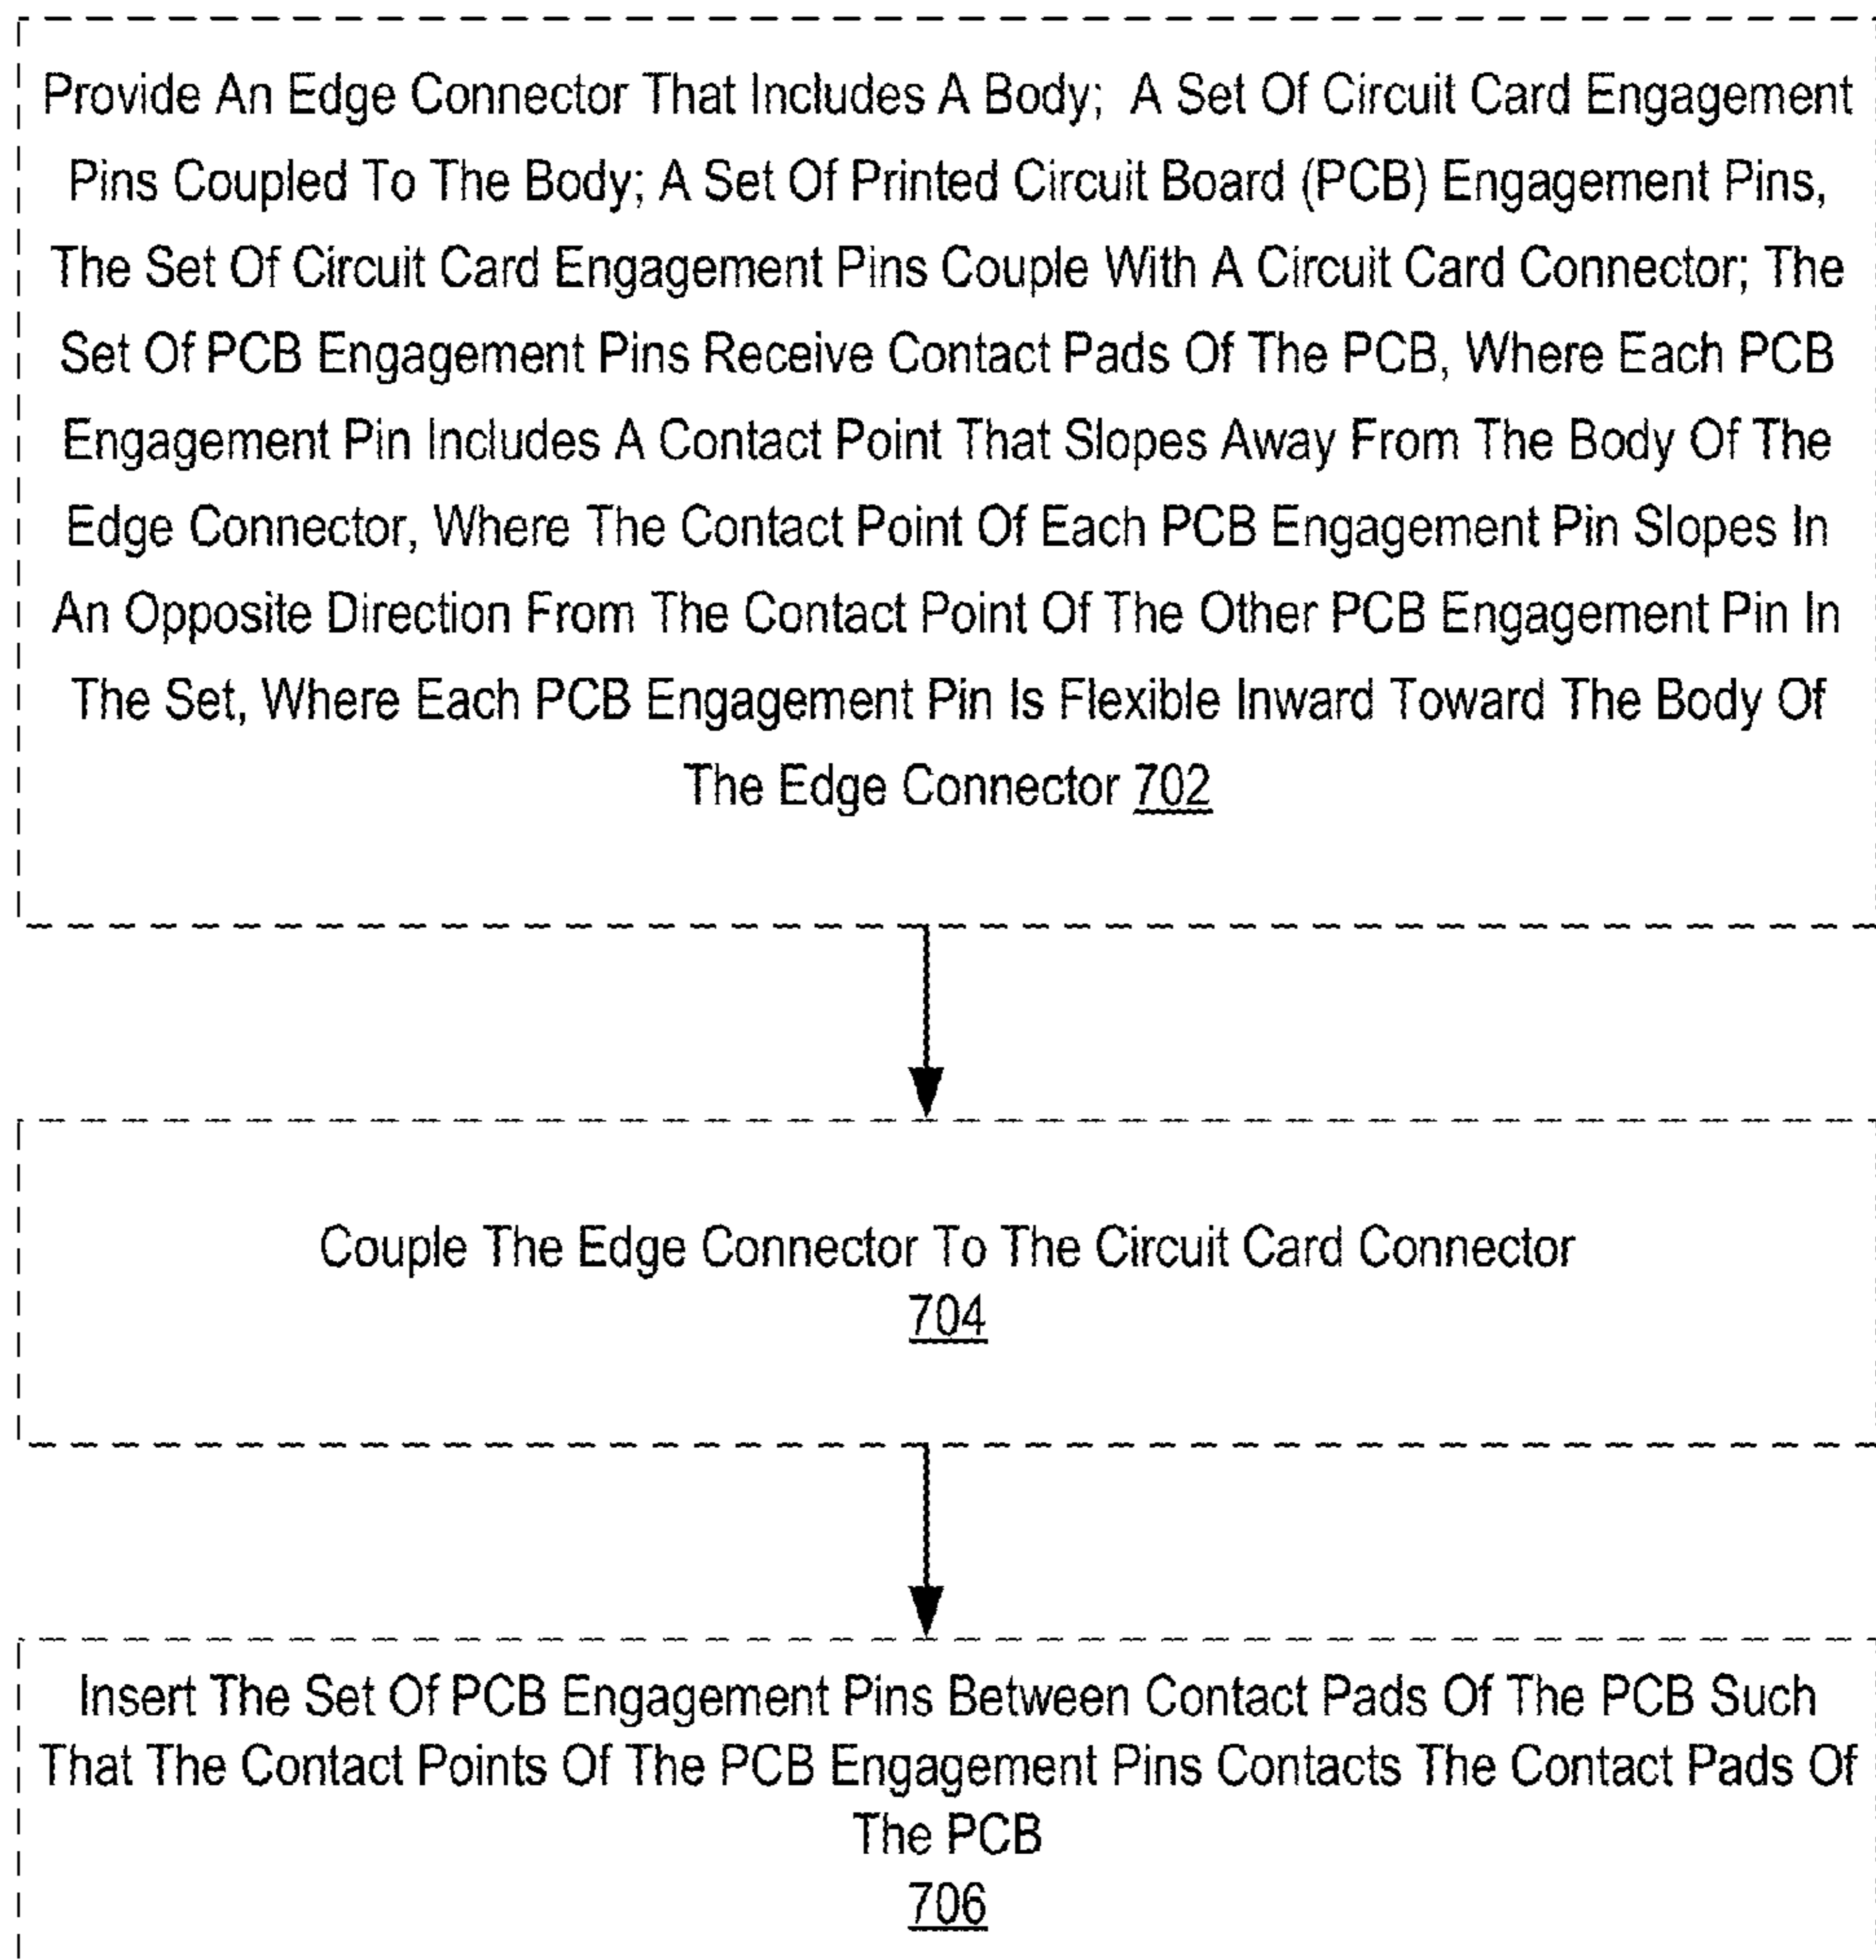 Provide An Edge Connector That Includes A Body; A Set Of Circuit Card Engagement
Pins Coupled To The Body; A Set Of Printed Circuit Board (PCB) Engagement Pins,
The Set Of Circuit Card Engagement Pins Couple With A Circuit Card Connector; The
Set Of PCB Engagement Pins Receive Contact Pads Of The PCB, Where Each PCB
Engagement Pin Includes A Contact Point That Slopes Away From The Body Of The
Edge Connector, Where The Contact Point Of Each PCB Engagement Pin Slopes In
An Opposite Direction From The Contact Point Of The Other PCB Engagement Pin In
The Set, Where Each PCB Engagement Pin Is Flexible Inward Toward The Body Of
The Edge Connector 702
Couple The Edge Connector To The Circuit Card Connector
704
Insert The Set Of PCB Engagement Pins Between Contact Pads Of The PCB Such
That The Contact Points Of The PCB Engagement Pins Contacts The Contact Pads Of
The PCB
706